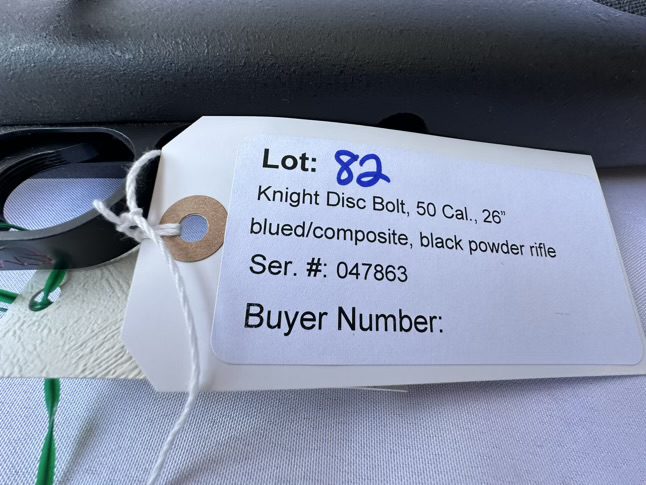 Lot: 82
Knight Disc Bolt, 50 Cal., 26”
blued/composite, black powder rifle
Ser. #: 047863
Buyer Number: